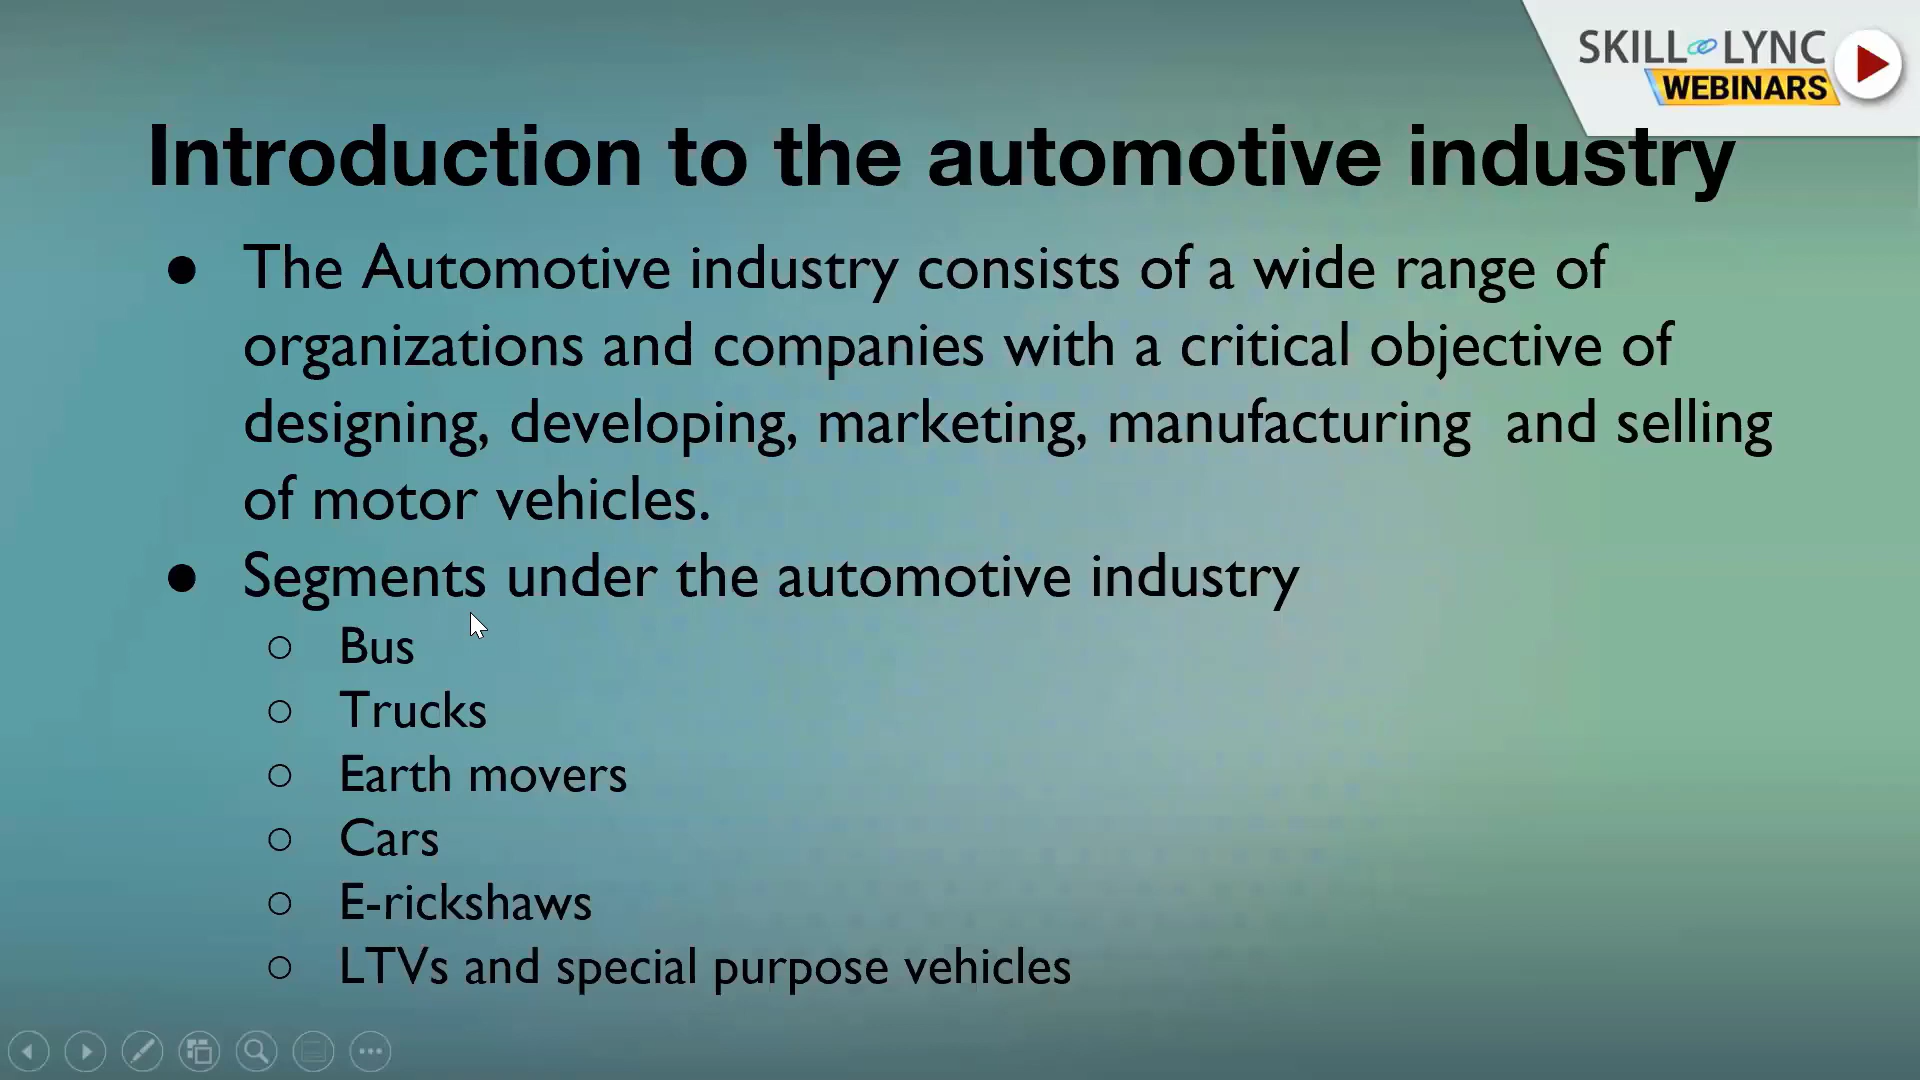 SKILL LYNC
WEBINARS
Introduction to the automotive industry
● The Automotive industry consists of a wide range of
organizations and companies with a critical objective of
designing, developing, marketing, manufacturing  and selling
of motor vehicles.
● Segments under the automotive industry
○ Bus
○ Trucks
○ Earth movers
○ Cars
○ E-rickshaws
○ LTVs and special purpose vehicles